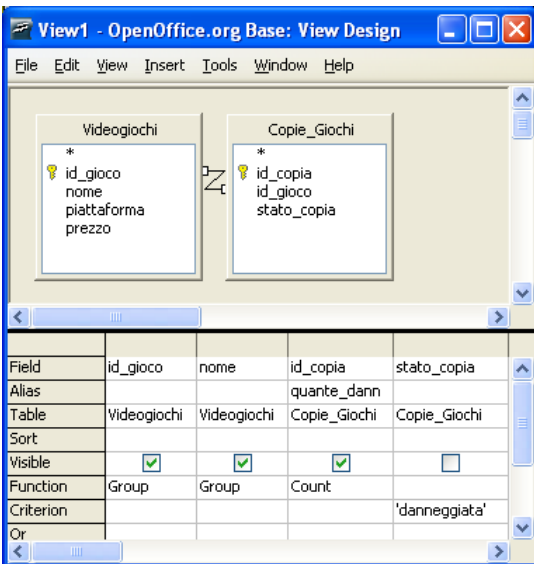 View1 - OpenOffice.org Base: View Design
File Edit View Insert Tools Window Help
Videogiochi
*
id_gioco
nome
piattaforma
prezzo
Copie_Giochi
*
id_copia
id_gioco
stato_copia
Field id_gioco nome id_copia stato_copia
Alias quante_dann
Table Videogiochi Videogiochi Copie_Giochi Copie_Giochi
Sort
Visible
Function Group Group Count
Criterion 'danneggiata'
Or